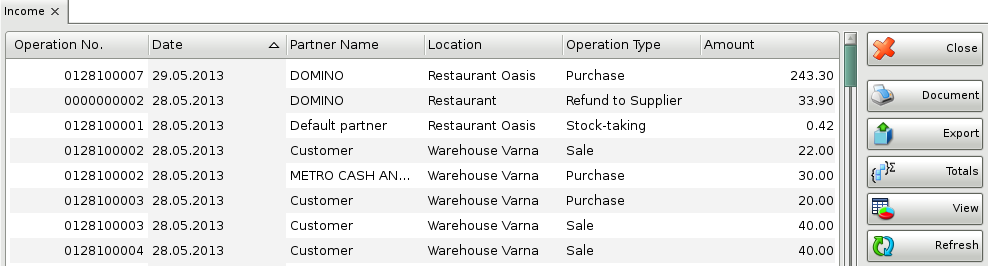 Income ×
Operation No. Date Partner Name Location Operation Type Amount
0128100007 29.05.2013 DOMINO Restaurant Oasis Purchase 243.30
0000000002 28.05.2013 DOMINO Restaurant Refund to Supplier 33.90
0128100001 28.05.2013 Default partner Restaurant Oasis Stock-taking 0.42
0128100002 28.05.2013 Customer Warehouse Varna Sale 22.00
0128100002 28.05.2013 METRO CASH AN... Warehouse Varna Purchase 30.00
0128100003 28.05.2013 Customer Warehouse Varna Purchase 20.00
0128100003 28.05.2013 Customer Warehouse Varna Sale 40.00
0128100004 28.05.2013 Customer Warehouse Varna Sale 40.00
Close
Document
Export
Totals
View
Refresh